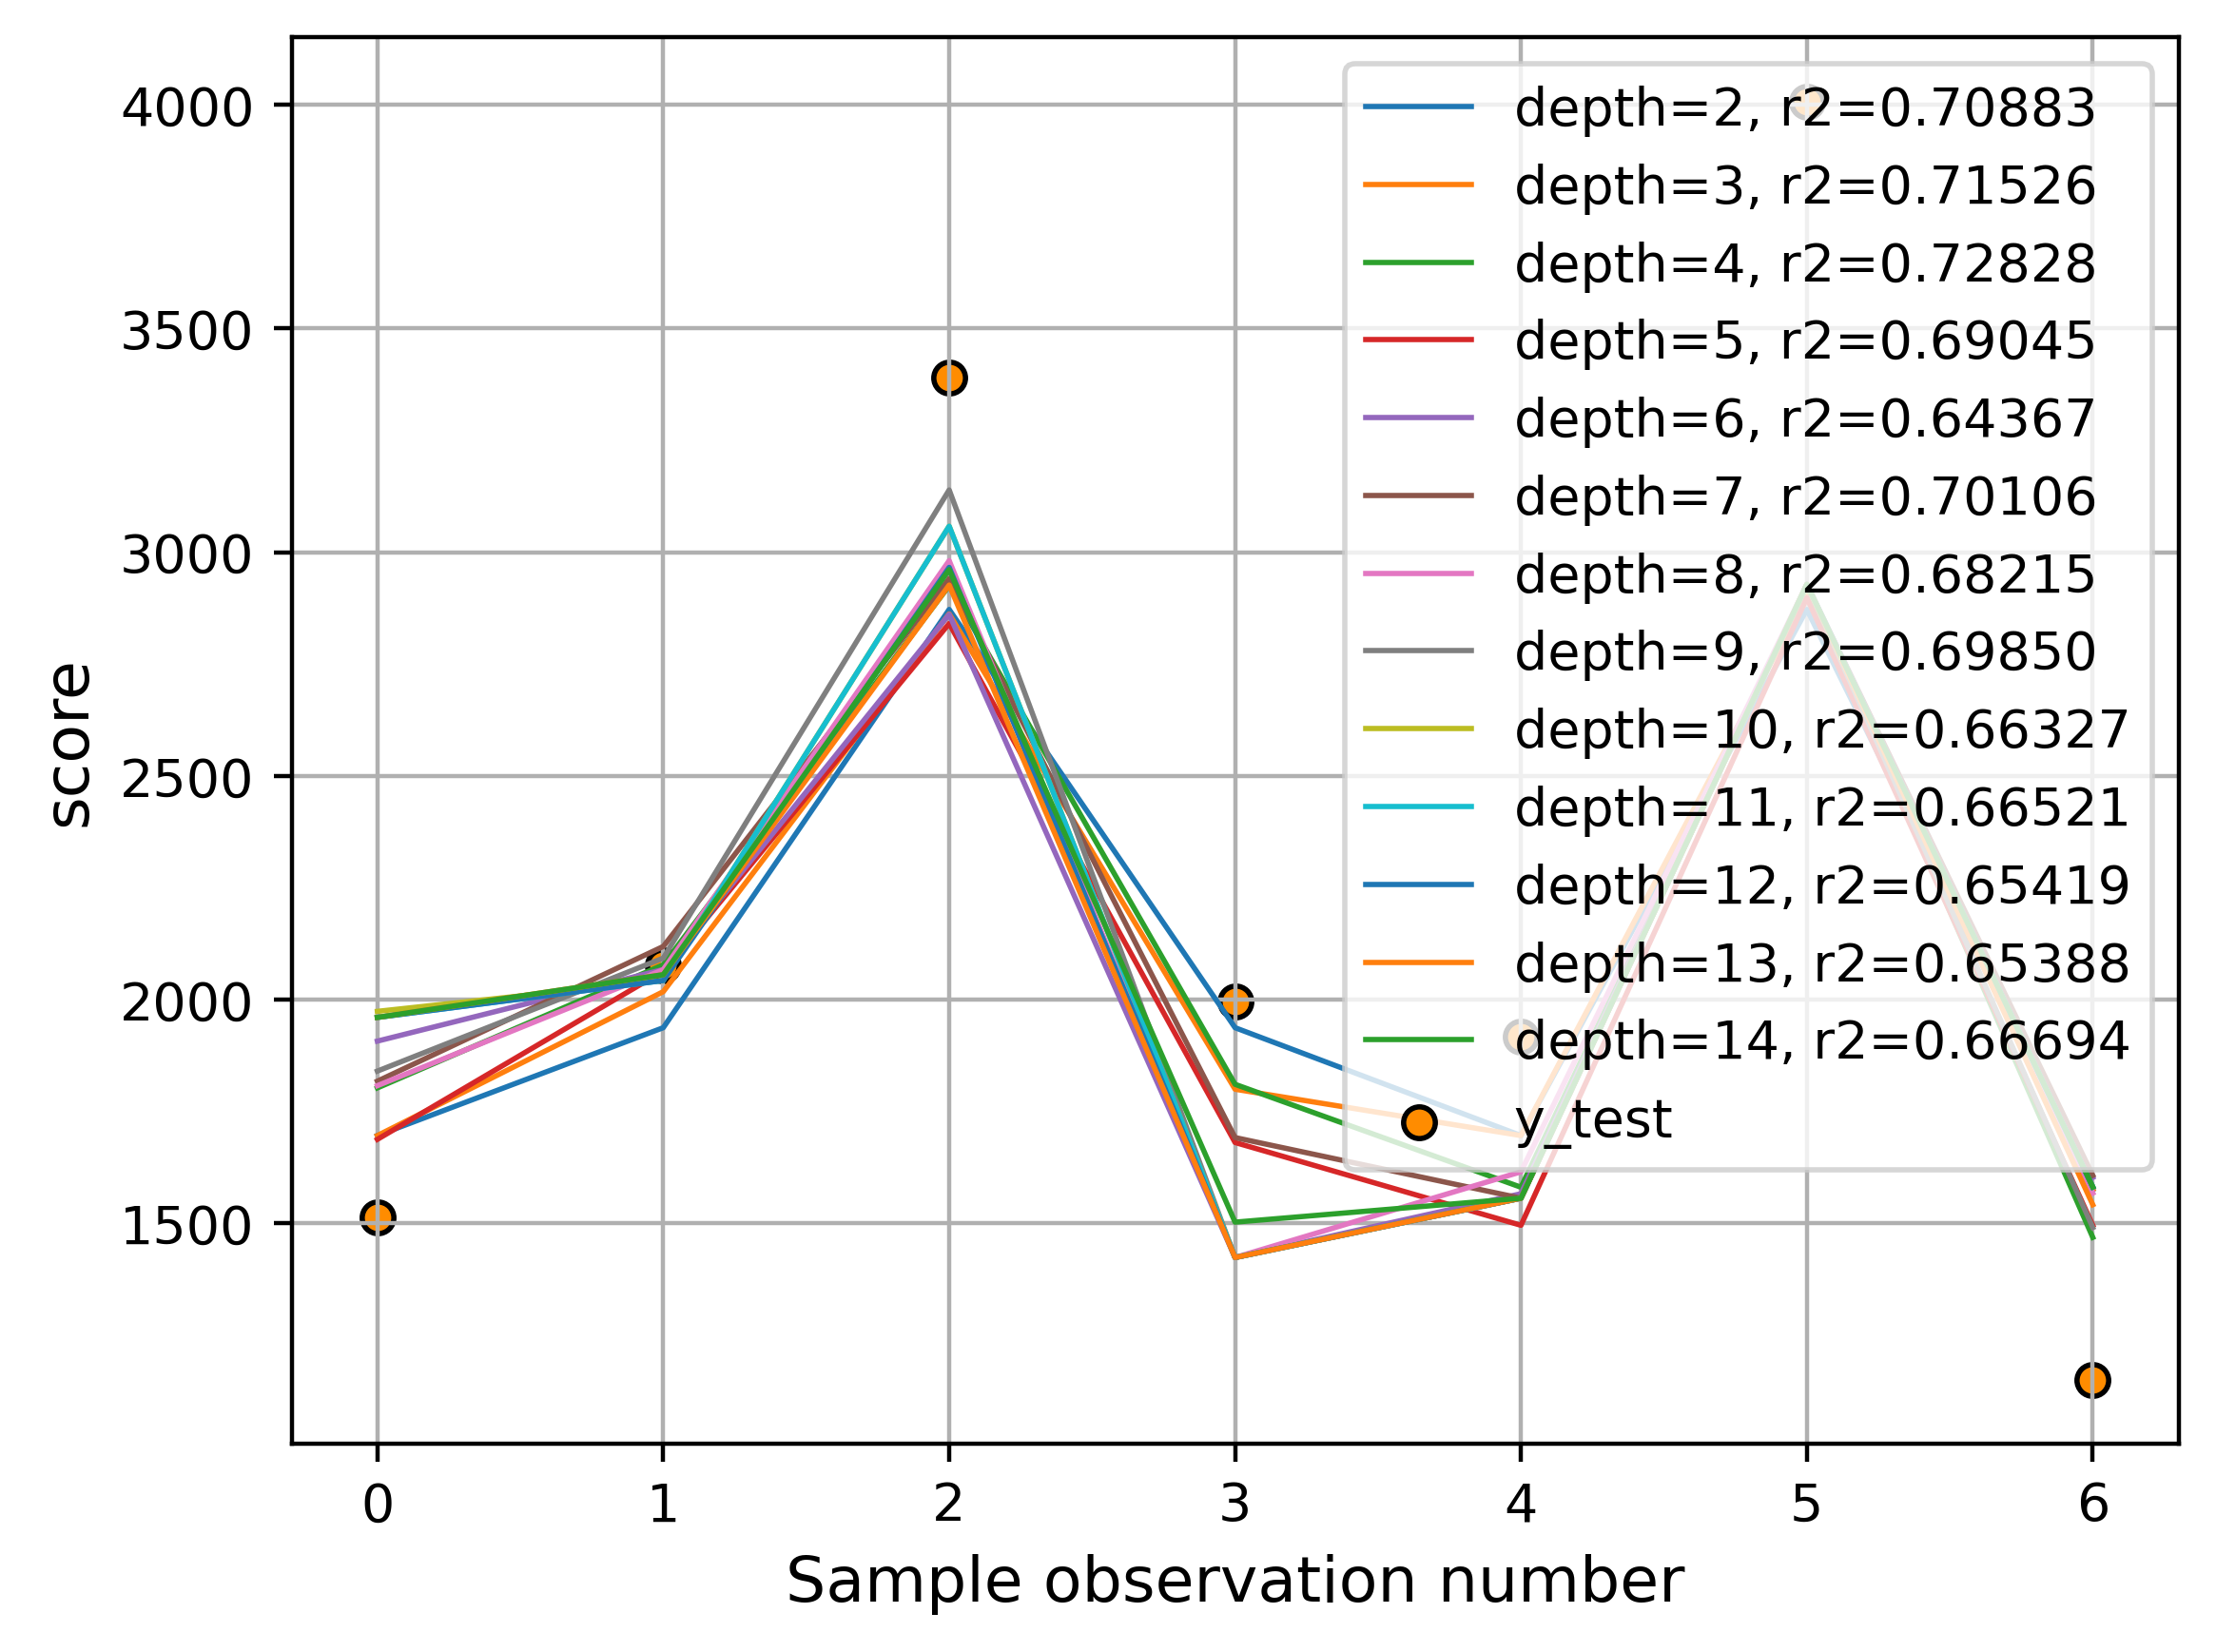 4000
3500
3000
2500
2000
1500
score
0 1 2 3 4 5 6
Sample observation number
depth=2, r2=0.70883
depth=3, r2=0.71526
depth=4, r2=0.72828
depth=5, r2=0.69045
depth=6, r2=0.64367
depth=7, r2=0.70106
depth=8, r2=0.68215
depth=9, r2=0.69850
depth=10, r2=0.66327
depth=11, r2=0.66521
depth=12, r2=0.65419
depth=13, r2=0.65388
depth=14, r2=0.66694
y_test